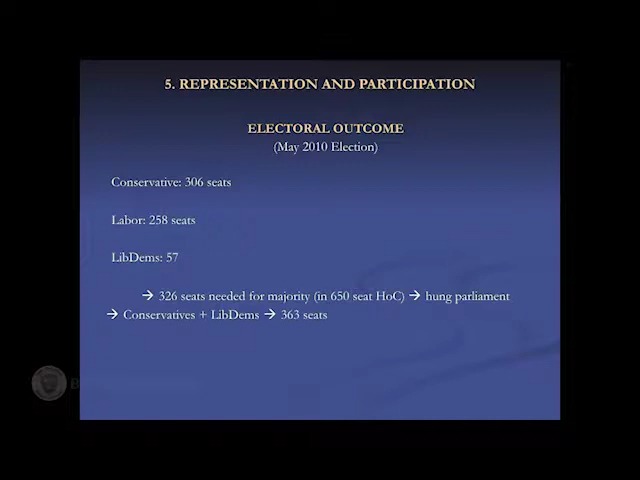 5. REPRESENTATION AND PARTICIPATION
ELECTORAL OUTCOME
(May 2010 Election)
Conservative: 306 seats
Labor: 258 seats
LibDems: 57
→ 326 seats needed for majority (in 650 seat HoC) → hung parliament
→ Conservatives + LibDems → 363 seats